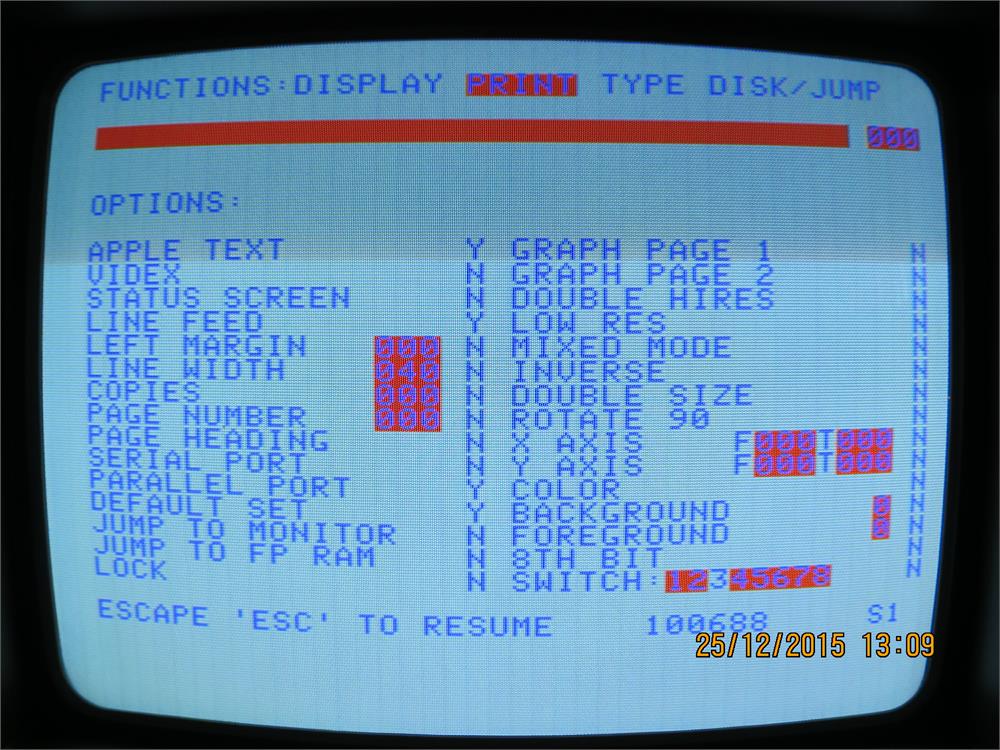 FUNCTIONS:DISPLAY PRINT TYPE DISK/JUMP
000
OPTIONS:
APPLE TEXT Y GRAPH PAGE 1 N
VIDEX N GRAPH PAGE 2 N
STATUS SCREEN N DOUBLE HIRES N
LINE FEED Y LOW RES N
LEFT MARGIN 000 N MIXED MODE N
LINE WIDTH 040 N INVERSE N
COPIES 000 N DOUBLE SIZE N
PAGE NUMBER 000 N ROTATE 90 N
PAGE HEADING N X AXIS F000T000 N
SERIAL PORT N Y AXIS F000T000 N
PARALLEL PORT Y COLOR N
DEFAULT SET Y BACKGROUND 0 N
JUMP TO MONITOR N FOREGROUND 0 N
JUMP TO FP RAM N 8TH BIT N
LOCK N SWITCH:12345678 N
ESCAPE 'ESC' TO RESUME 100688 S1
25/12/2015 13:09